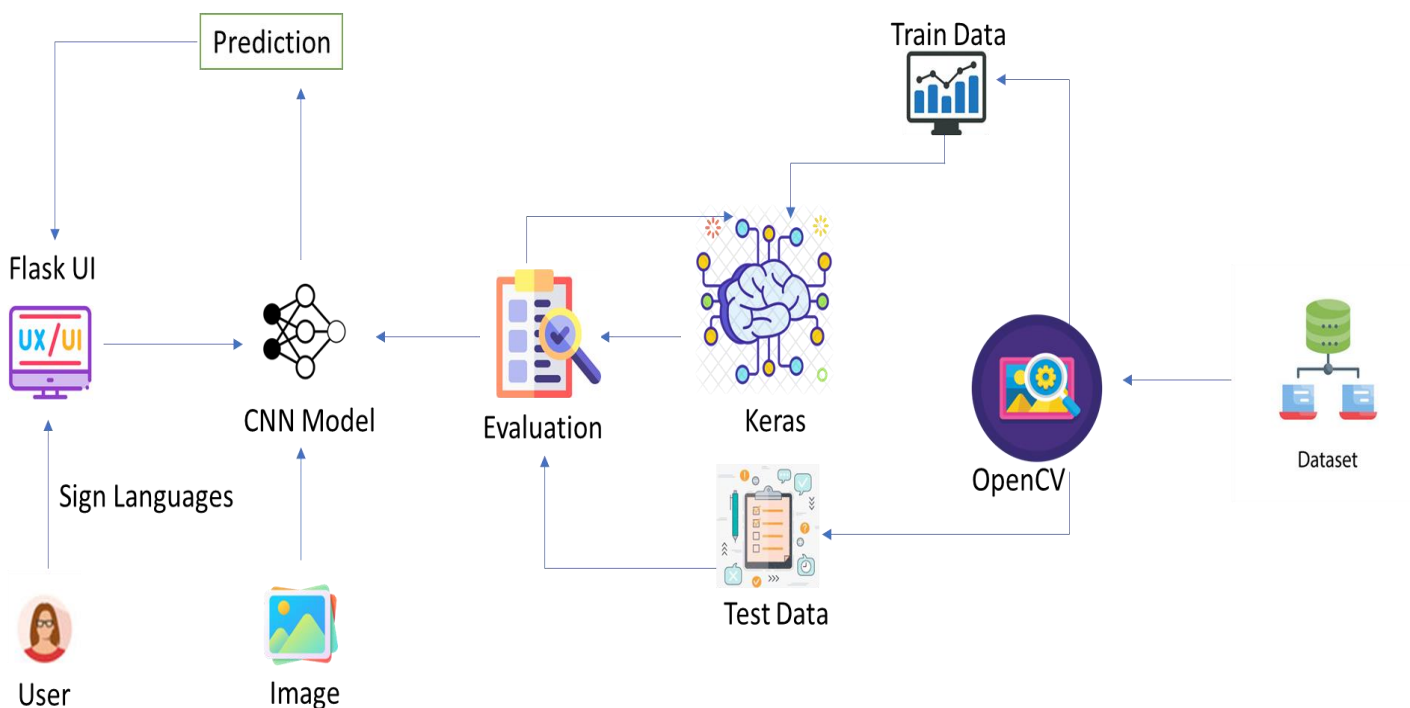 Prediction
Train Data
Flask UI
UX/UI
CNN Model
Evaluation
Keras
OpenCV
Dataset
Sign Languages
Test Data
User
Image